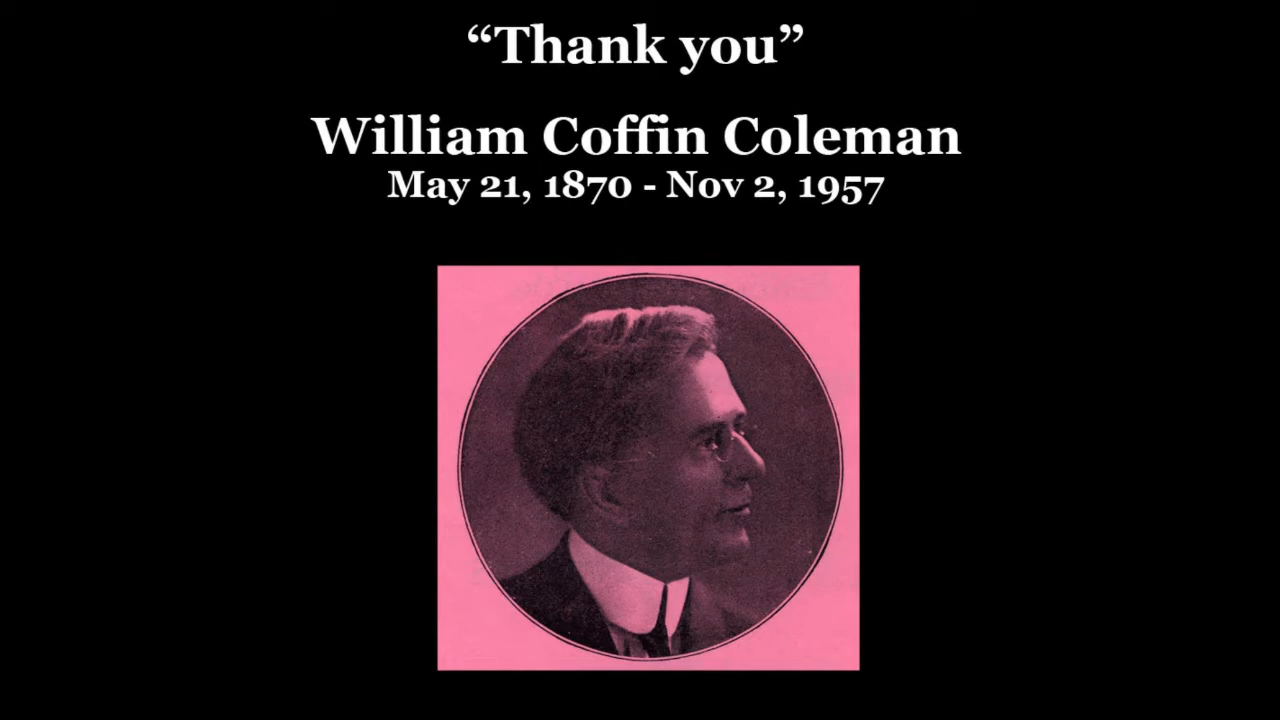 “Thank you”
William Coffin Coleman
May 21, 1870 - Nov 2, 1957